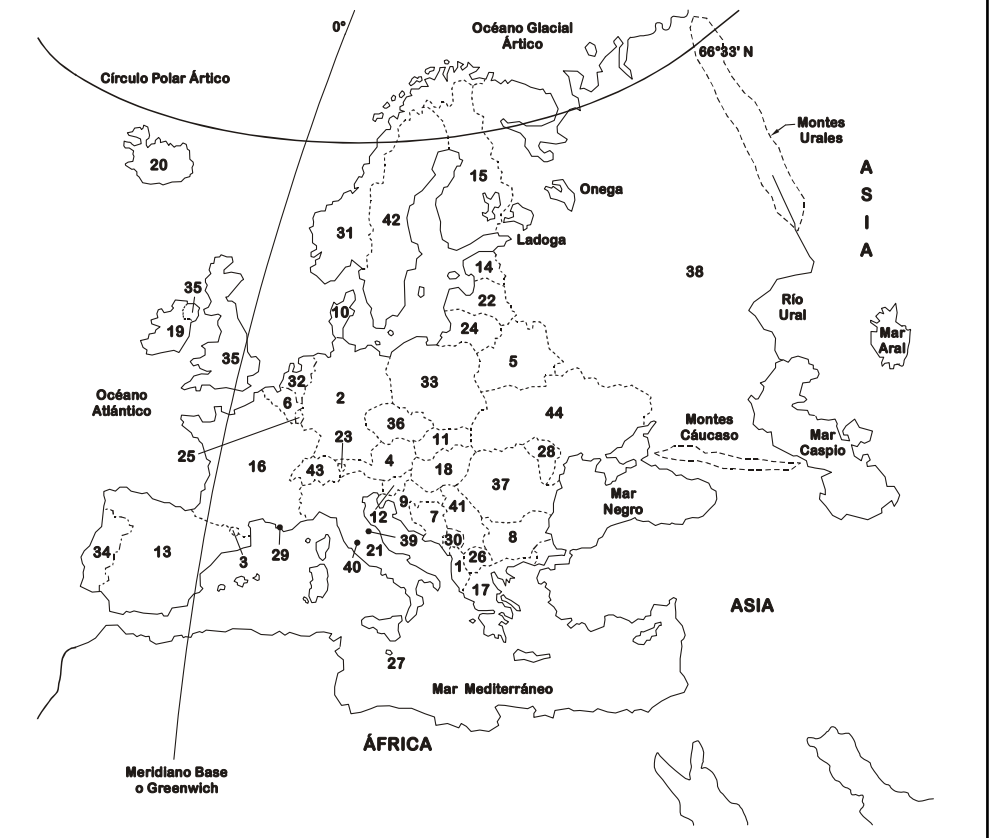 0°
Océano Glacial
Ártico
66°33' N
Círculo Polar Ártico
Montes
Urales
20
A
S
I
A
15
Onega
42
31
Ladoga
14
38
35
22
10
Río
Ural
19
24
Mar
Aral
35
5
32
2
33
6
Océano
Atlántico
44
36
Montes
Cáucaso
23
11
Mar
Caspio
25
28
16
43
4
18
37
Mar
Negro
9
41
12
7
34
13
29
3
39
30
8
21
40
26
1
17
ASIA
27
Mar Mediterráneo
ÁFRICA
Meridiano Base
o Greenwich